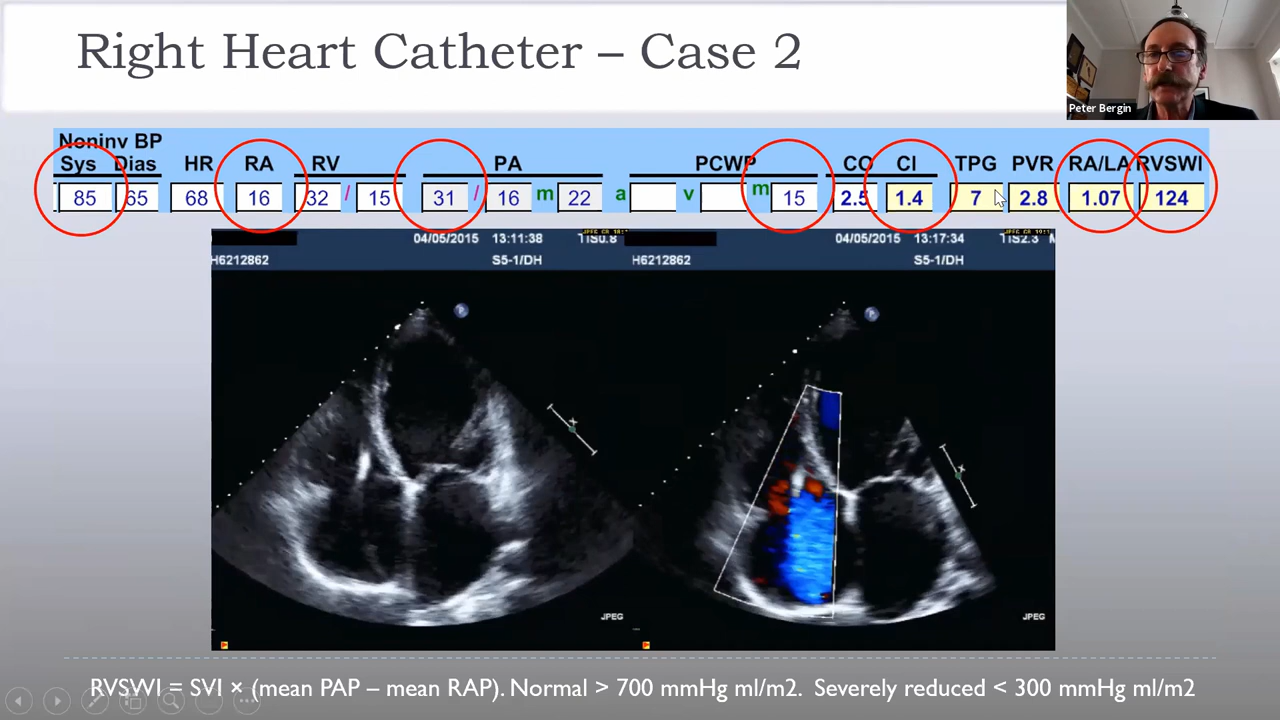 Right Heart Catheter – Case 2
Peter Bergin
Noninv BP
Sys Dias HR RA RV PA PCWP CO CI TPG PVR RA/LA RVSWI
85 65 68 16 32 / 15 31 / 16 m 22 a v m 15 2.5 1.4 7 2.8 1.07 124
04/05/2015 13:11:38 TIS0.8 04/05/2015 13:17:34 TIS2.3 M
H6212862 S5-1/DH H6212862 S5-1/DH
P P
JPEG JPEG
RVSWI = SVI × (mean PAP – mean RAP). Normal > 700 mmHg ml/m2. Severely reduced < 300 mmHg ml/m2